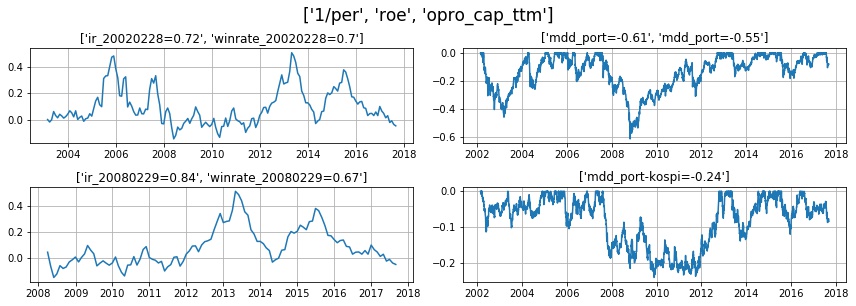 ['1/per', 'roe', 'opro_cap_ttm']
['ir_20020228=0.72', 'winrate_20020228=0.7']
0.4
0.2
0.0
2004 2006 2008 2010 2012 2014 2016 2018
['mdd_port=-0.61', 'mdd_port=-0.55']
0.0
−0.2
−0.4
−0.6
2002 2004 2006 2008 2010 2012 2014 2016 2018
['ir_20080229=0.84', 'winrate_20080229=0.67']
0.4
0.2
0.0
2008 2009 2010 2011 2012 2013 2014 2015 2016 2017 2018
['mdd_port-kospi=-0.24']
0.0
−0.1
−0.2
2002 2004 2006 2008 2010 2012 2014 2016 2018